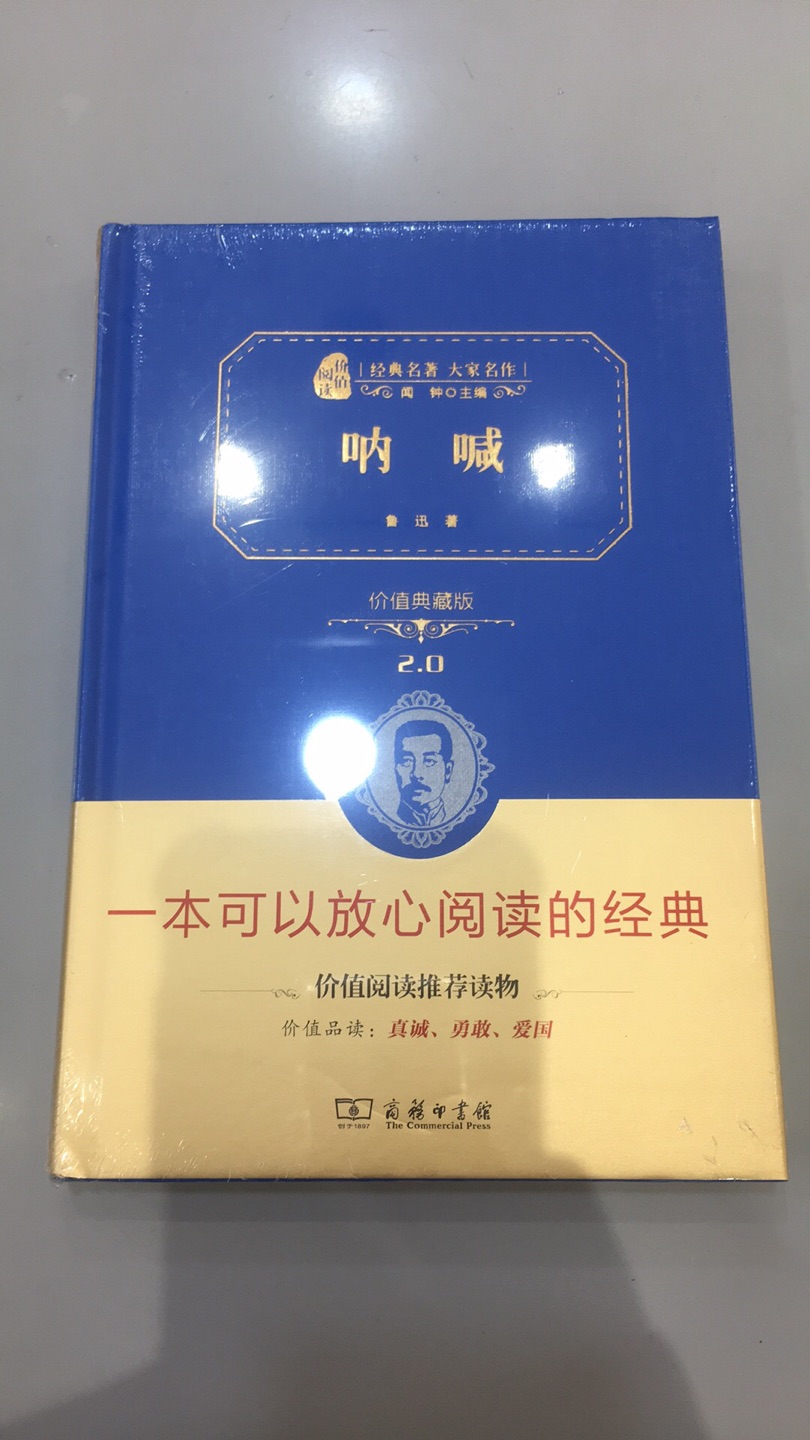 价值阅读
经典名著 大家名作
闻 钟 主编
呐 喊
鲁 迅 著
价值典藏版
2.0
一本可以放心阅读的经典
价值阅读推荐读物
价值品读：真诚、勇敢、爱国
商務印書館
创于1897
The Commercial Press